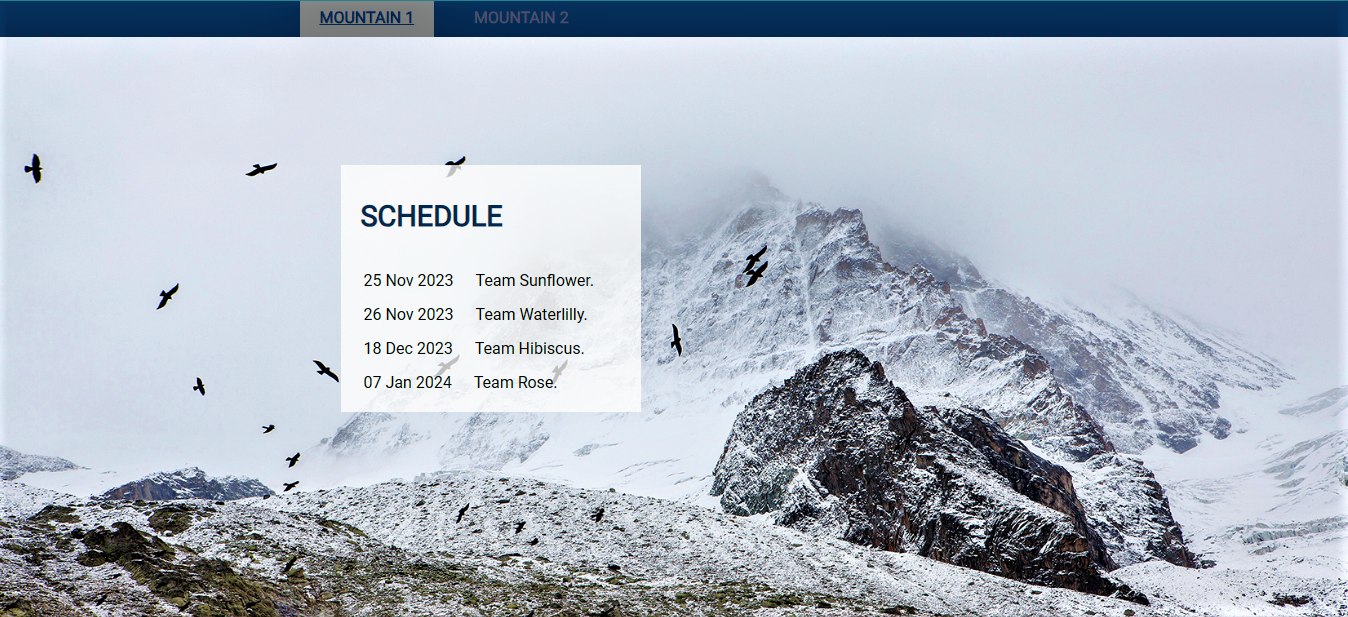 MOUNTAIN 1 MOUNTAIN 2
SCHEDULE
25 Nov 2023 Team Sunflower.
26 Nov 2023 Team Waterlilly.
18 Dec 2023 Team Hibiscus.
07 Jan 2024 Team Rose.